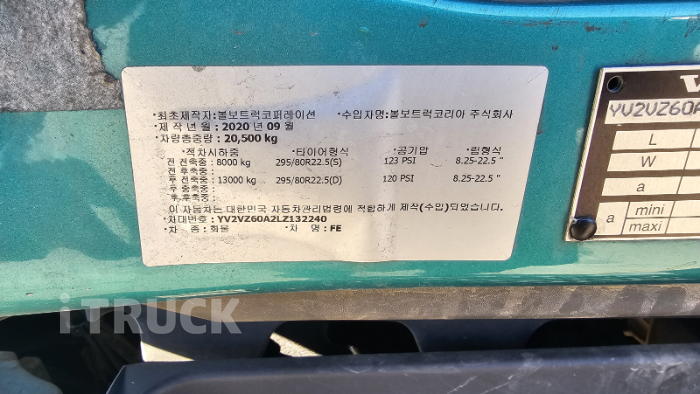 ·최초제작자:볼보트럭코퍼레이션 ·수입자명:볼보트럭코리아 주식회사
·제 작 년 월 : 2020 년 09 월
·차량총중량 : 20,500 kg
·적차시하중 ·타이어형식 ·공기압 ·림형식
전 전축중 : 8000 kg 295/80R22.5(S) 123 PSI 8.25-22.5 "
전 후축중 :
후 전축중 : 13000 kg 295/80R22.5(D) 120 PSI 8.25-22.5 "
후 중축중 :
후 후축중 :
이 자동차는 대한민국 자동차관리법령에 적합하게 제작(수입)되었습니다.
·차대번호 : YV2VZ60A2LZ132240
·차 종 : 화물 ·차 명 : FE
V
YV2VZ60A
L
W
a
a mini
maxi
iTRUCK